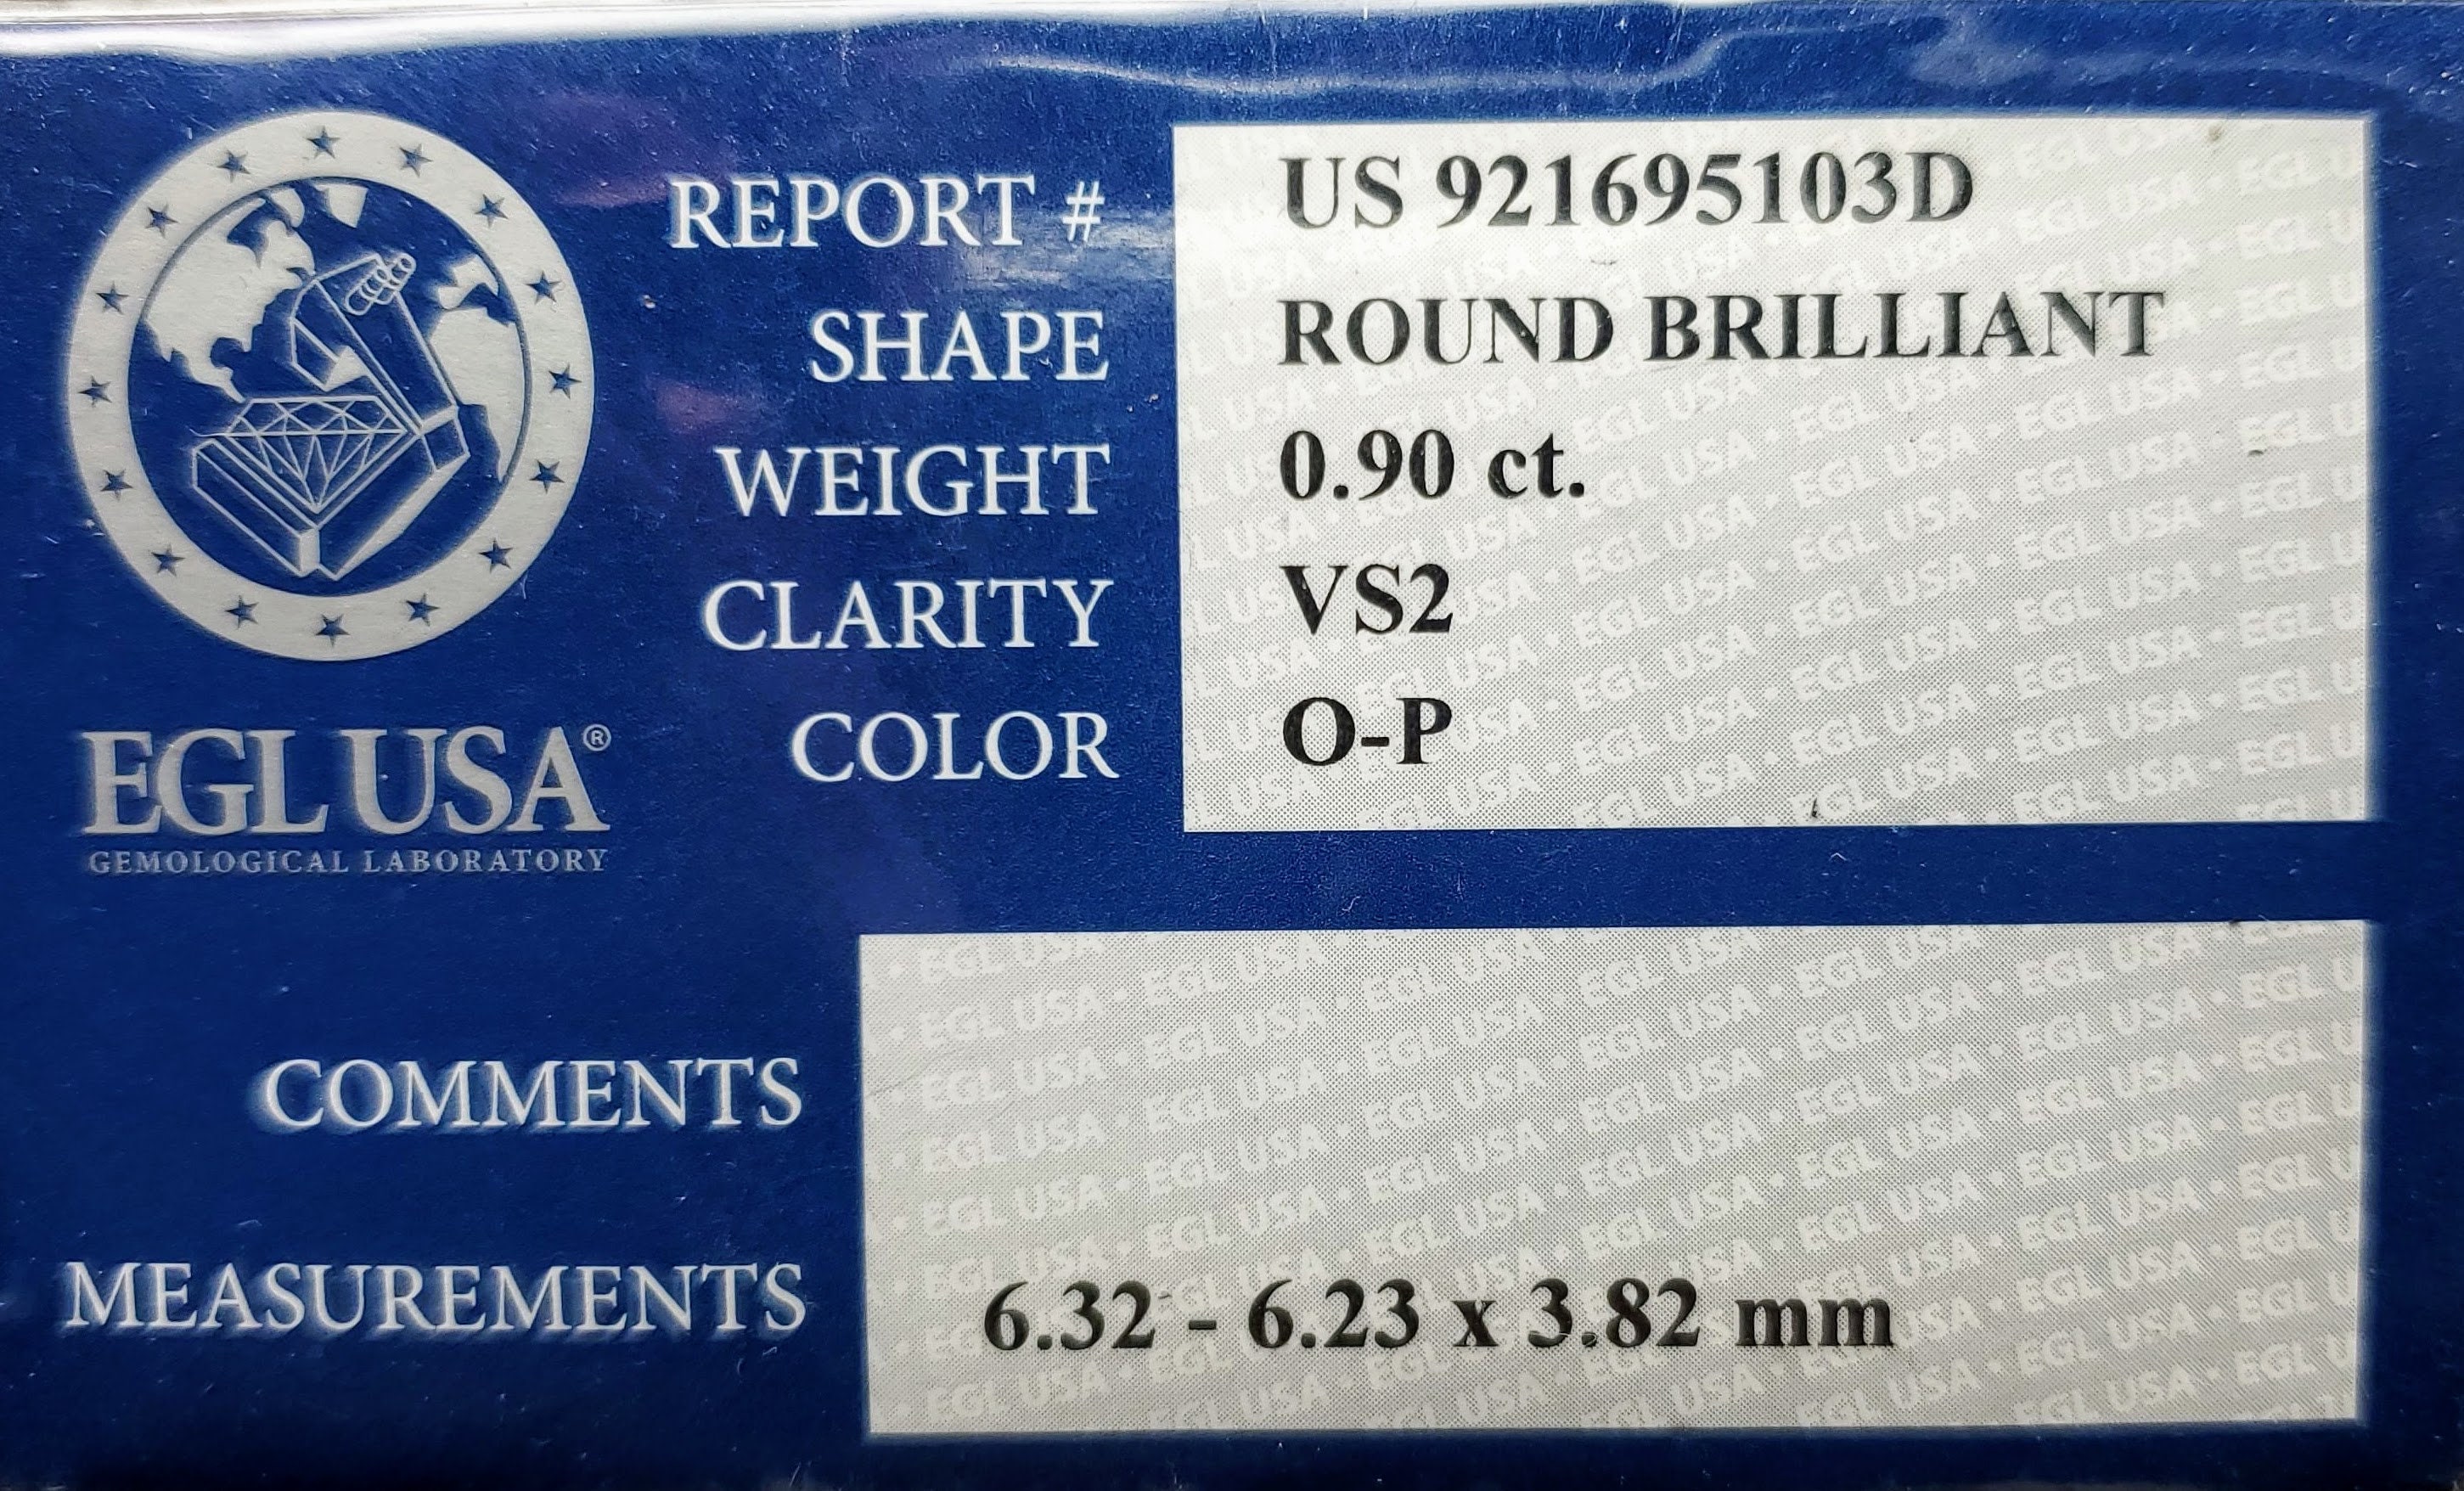 REPORT # US 921695103D
SHAPE ROUND BRILLIANT
WEIGHT 0.90 ct.
CLARITY VS2
COLOR O-P
EGL USA®
GEMOLOGICAL LABORATORY
COMMENTS
MEASUREMENTS 6.32 - 6.23 x 3.82 mm